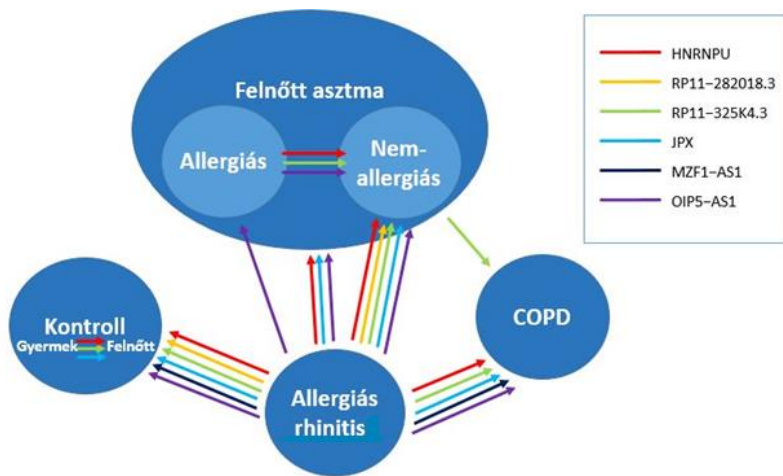 Felnőtt asztma
Allergiás
Nem-
allergiás
Kontroll
Gyermek Felnőtt
COPD
Allergiás
rhinitis
HNRNPU
RP11−282018.3
RP11−325K4.3
JPX
MZF1−AS1
OIP5−AS1